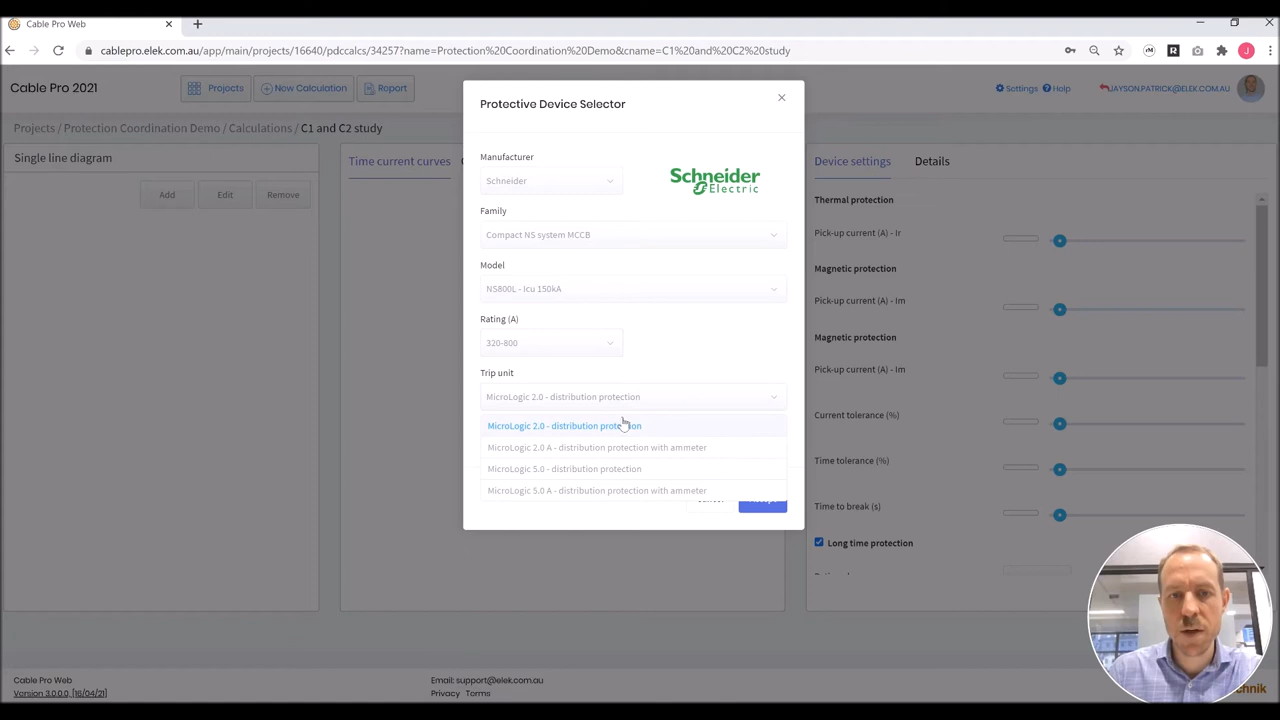 Cable Pro Web
cablepro.elek.com.au/app/main/projects/16640/pdccalcs/34257?name=Protection%20Coordination%20Demo&cname=C1%20and%20C2%20study
Cable Pro 2021
Projects
New Calculation
Report
Settings
Help
JAYSON.PATRICK@ELEK.COM.AU
Projects / Protection Coordination Demo / Calculations / C1 and C2 study
Single line diagram
Add
Edit
Remove
Time current curves
Protective Device Selector
Manufacturer
Schneider
Schneider Electric
Family
Compact NS system MCCB
Model
NS800L - Icu 150kA
Rating (A)
320-800
Trip unit
MicroLogic 2.0 - distribution protection
MicroLogic 2.0 - distribution protection
MicroLogic 2.0 A - distribution protection with ammeter
MicroLogic 5.0 - distribution protection
MicroLogic 5.0 A - distribution protection with ammeter
Device settings
Details
Thermal protection
Pick-up current (A) - Ir
Magnetic protection
Pick-up current (A) - Im
Magnetic protection
Pick-up current (A) - Im
Current tolerance (%)
Time tolerance (%)
Time to break (s)
Long time protection
Cable Pro Web
Version 3.0.0.0, [16/04/21]
Email: support@elek.com.au
Privacy Terms